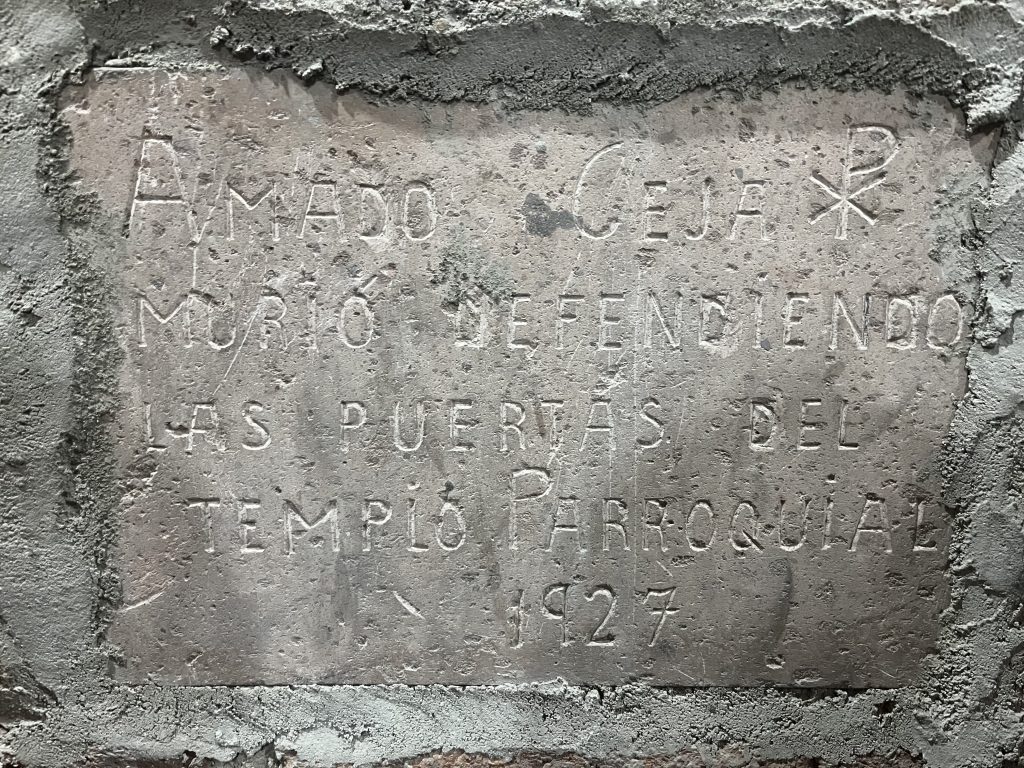 AMADO CEJA ☧
MURIÓ DEFENDIENDO
LAS PUERTAS DEL
TEMPLO PARROQUIAL
1927